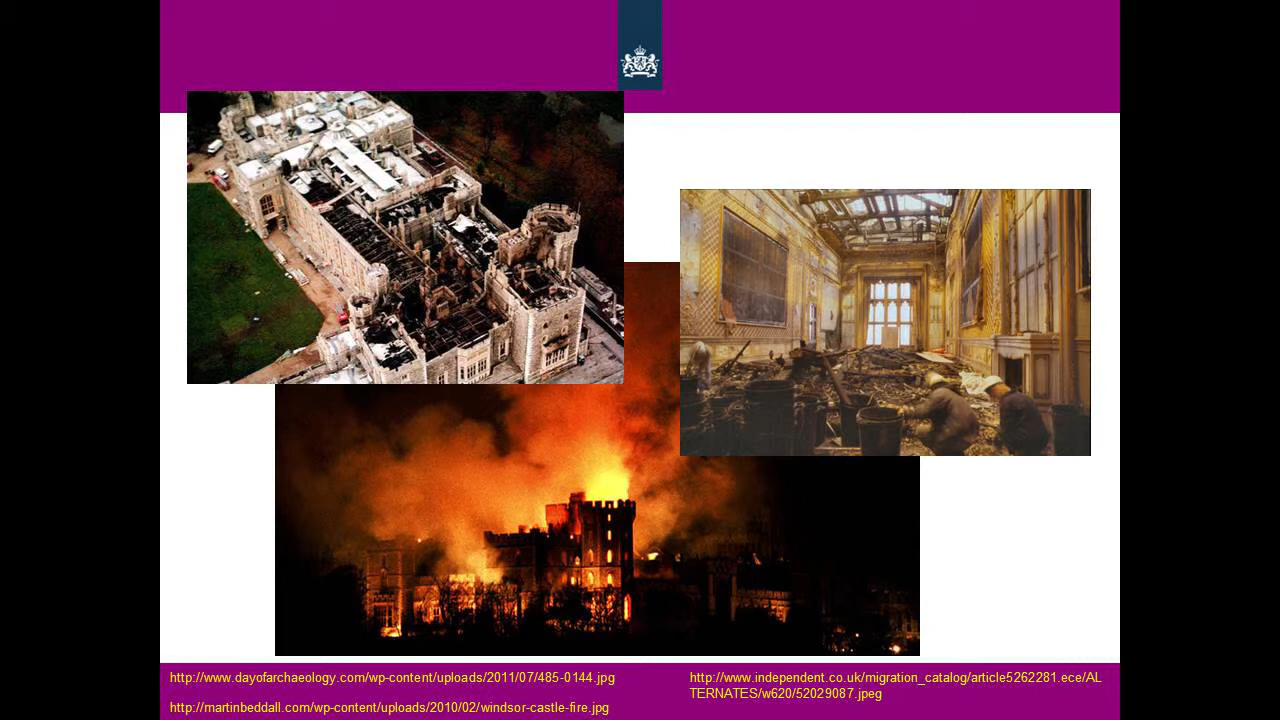 http://www.dayofarchaeology.com/wp-content/uploads/2011/07/485-0144.jpg
http://martinbeddall.com/wp-content/uploads/2010/02/windsor-castle-fire.jpg
http://www.independent.co.uk/migration_catalog/article5262281.ece/AL
TERNATES/w620/52029087.jpeg